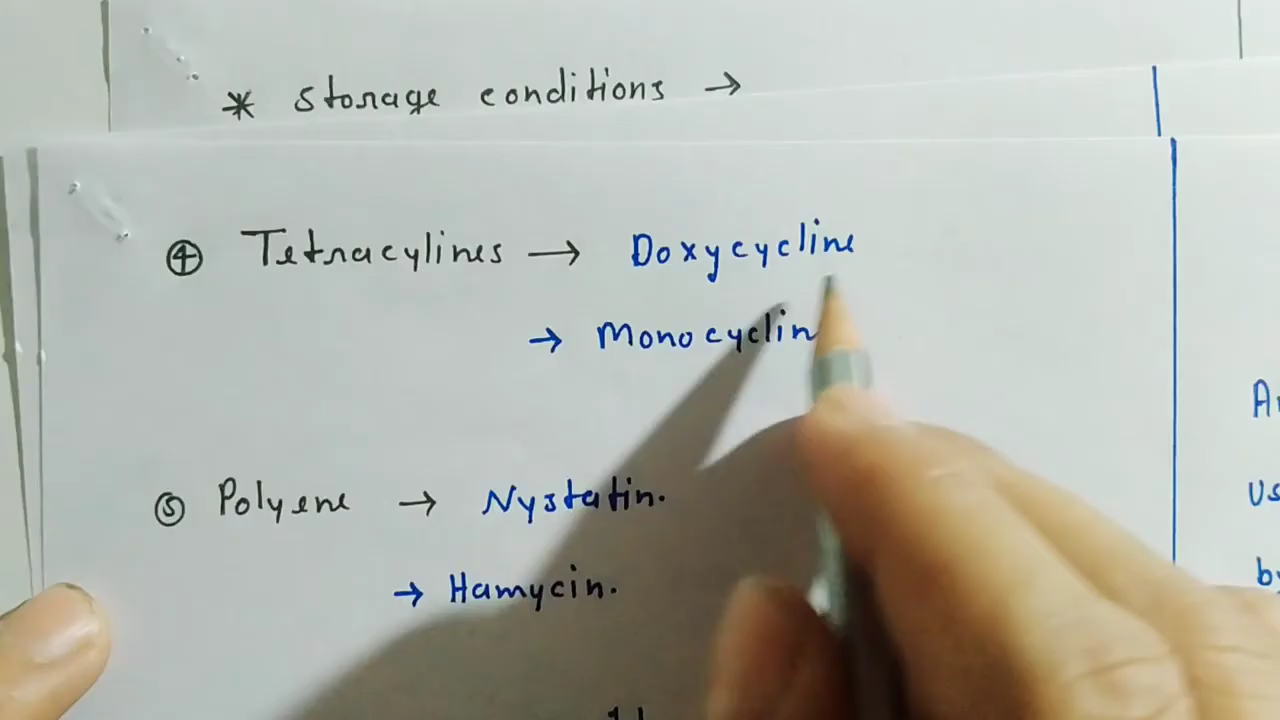 * Storage conditions →
④ Tetracylines → Doxycycline
→ Monocyclin
⑤ Polyene → Nystatin.
→ Hamycin.